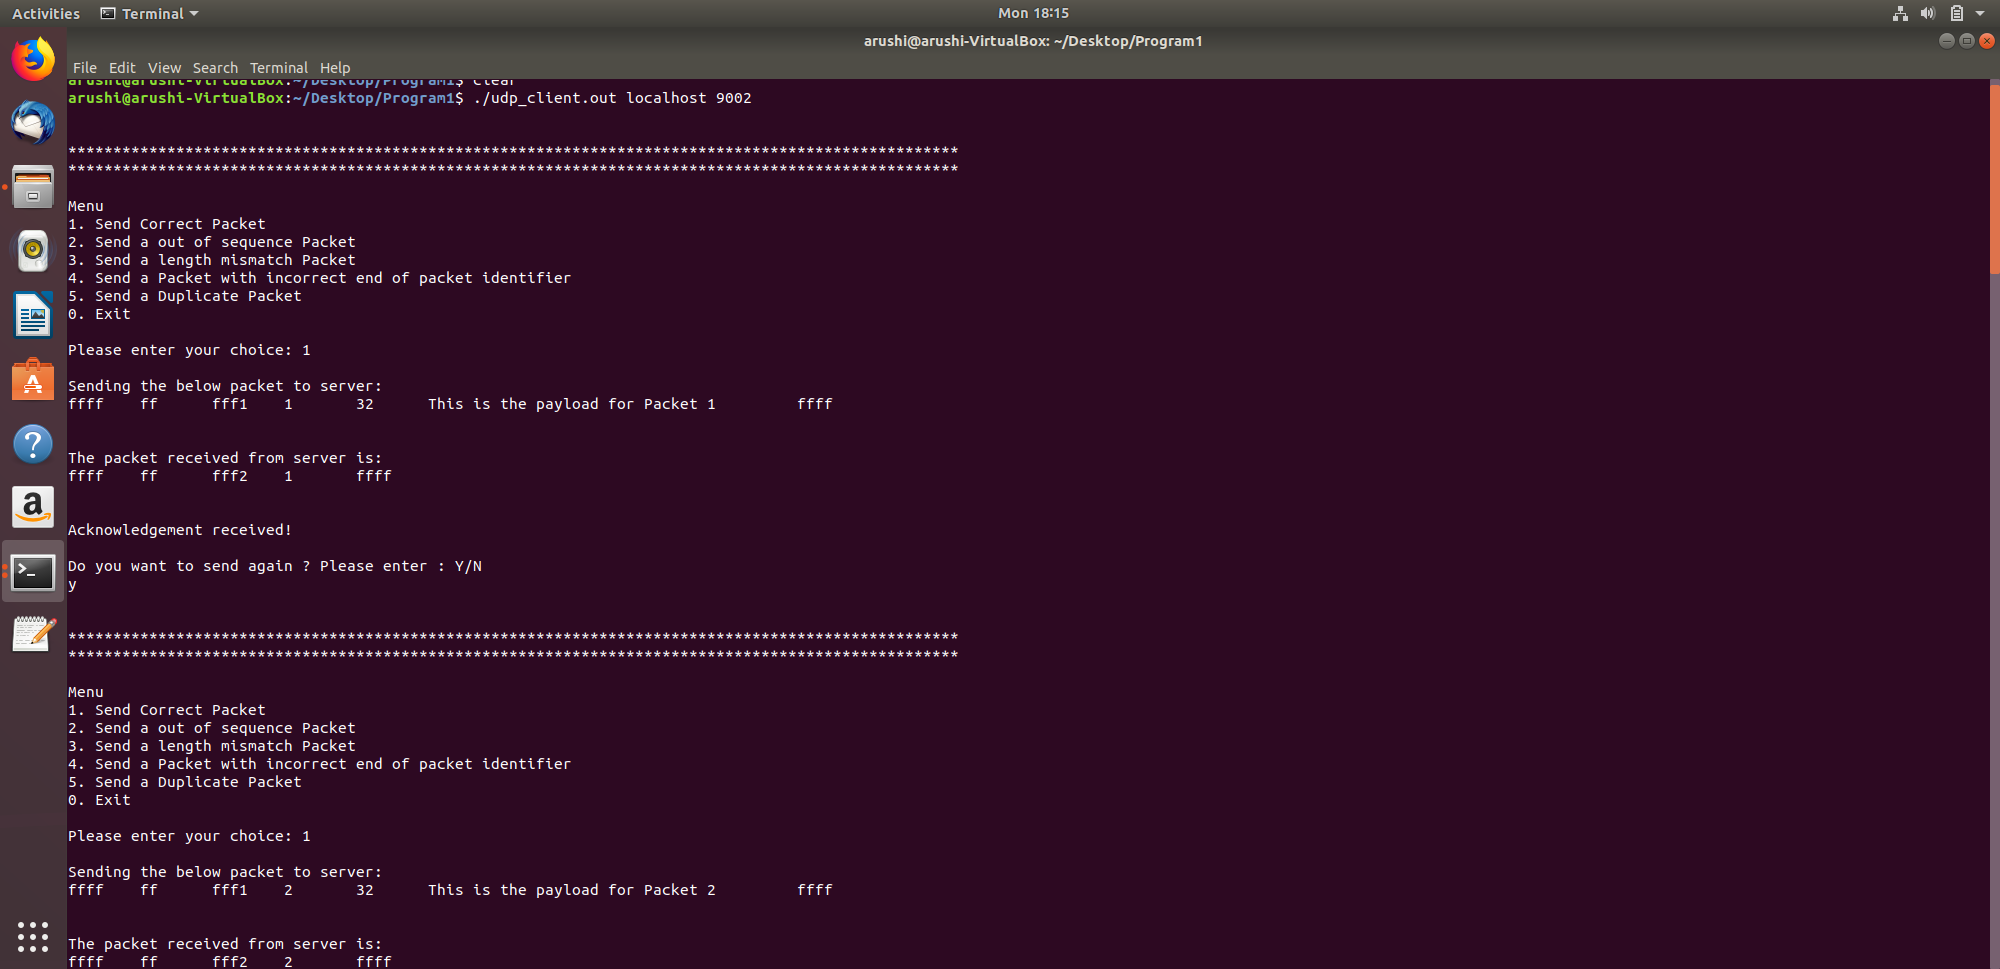 Activities Terminal Mon 18:15
arushi@arushi-VirtualBox: ~/Desktop/Program1
File Edit View Search Terminal Help
arushi@arushi-VirtualBox:~/Desktop/Program1$ clear
arushi@arushi-VirtualBox:~/Desktop/Program1$ ./udp_client.out localhost 9002
***************************************************************************************************
***************************************************************************************************
Menu
1. Send Correct Packet
2. Send a out of sequence Packet
3. Send a length mismatch Packet
4. Send a Packet with incorrect end of packet identifier
5. Send a Duplicate Packet
0. Exit
Please enter your choice: 1
Sending the below packet to server:
ffff ff fff1 1 32 This is the payload for Packet 1 ffff
The packet received from server is:
ffff ff fff2 1 ffff
Acknowledgement received!
Do you want to send again ? Please enter : Y/N
y
***************************************************************************************************
***************************************************************************************************
Menu
1. Send Correct Packet
2. Send a out of sequence Packet
3. Send a length mismatch Packet
4. Send a Packet with incorrect end of packet identifier
5. Send a Duplicate Packet
0. Exit
Please enter your choice: 1
Sending the below packet to server:
ffff ff fff1 2 32 This is the payload for Packet 2 ffff
The packet received from server is:
ffff ff fff2 2 ffff